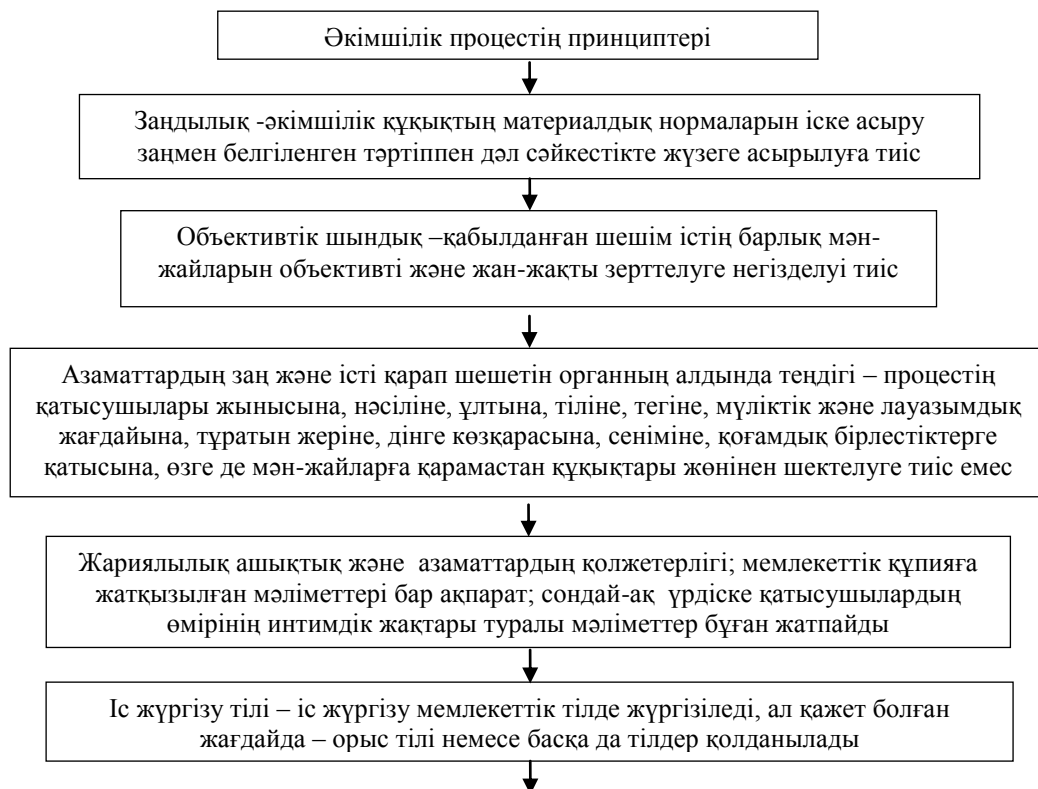 Әкімшілік процестің принциптері
Заңдылық -әкімшілік құқықтың материалдық нормаларын іске асыру
заңмен белгіленген тәртіппен дәл сәйкестікте жүзеге асырылуға тиіс
Объективтік шындық –қабылданған шешім істің барлық мән-
жайларын объективті және жан-жақты зерттелуге негізделуі тиіс
Азаматтардың заң және істі қарап шешетін органның алдында теңдігі – процестің
қатысушылары жынысына, нәсіліне, ұлтына, тіліне, тегіне, мүліктік және лауазымдық
жағдайына, тұратын жеріне, дінге көзқарасына, сеніміне, қоғамдық бірлестіктерге
қатысына, өзге де мән-жайларға қарамастан құқықтары жөнінен шектелуге тиіс емес
Жариялылық ашықтық және азаматтардың қолжетерлігі; мемлекеттік құпияға
жатқызылған мәліметтері бар ақпарат; сондай-ақ үрдіске қатысушылардың
өмірінің интимдік жақтары туралы мәліметтер бұған жатпайды
Іс жүргізу тілі – іс жүргізу мемлекеттік тілде жүргізіледі, ал қажет болған
жағдайда – орыс тілі немесе басқа да тілдер қолданылады